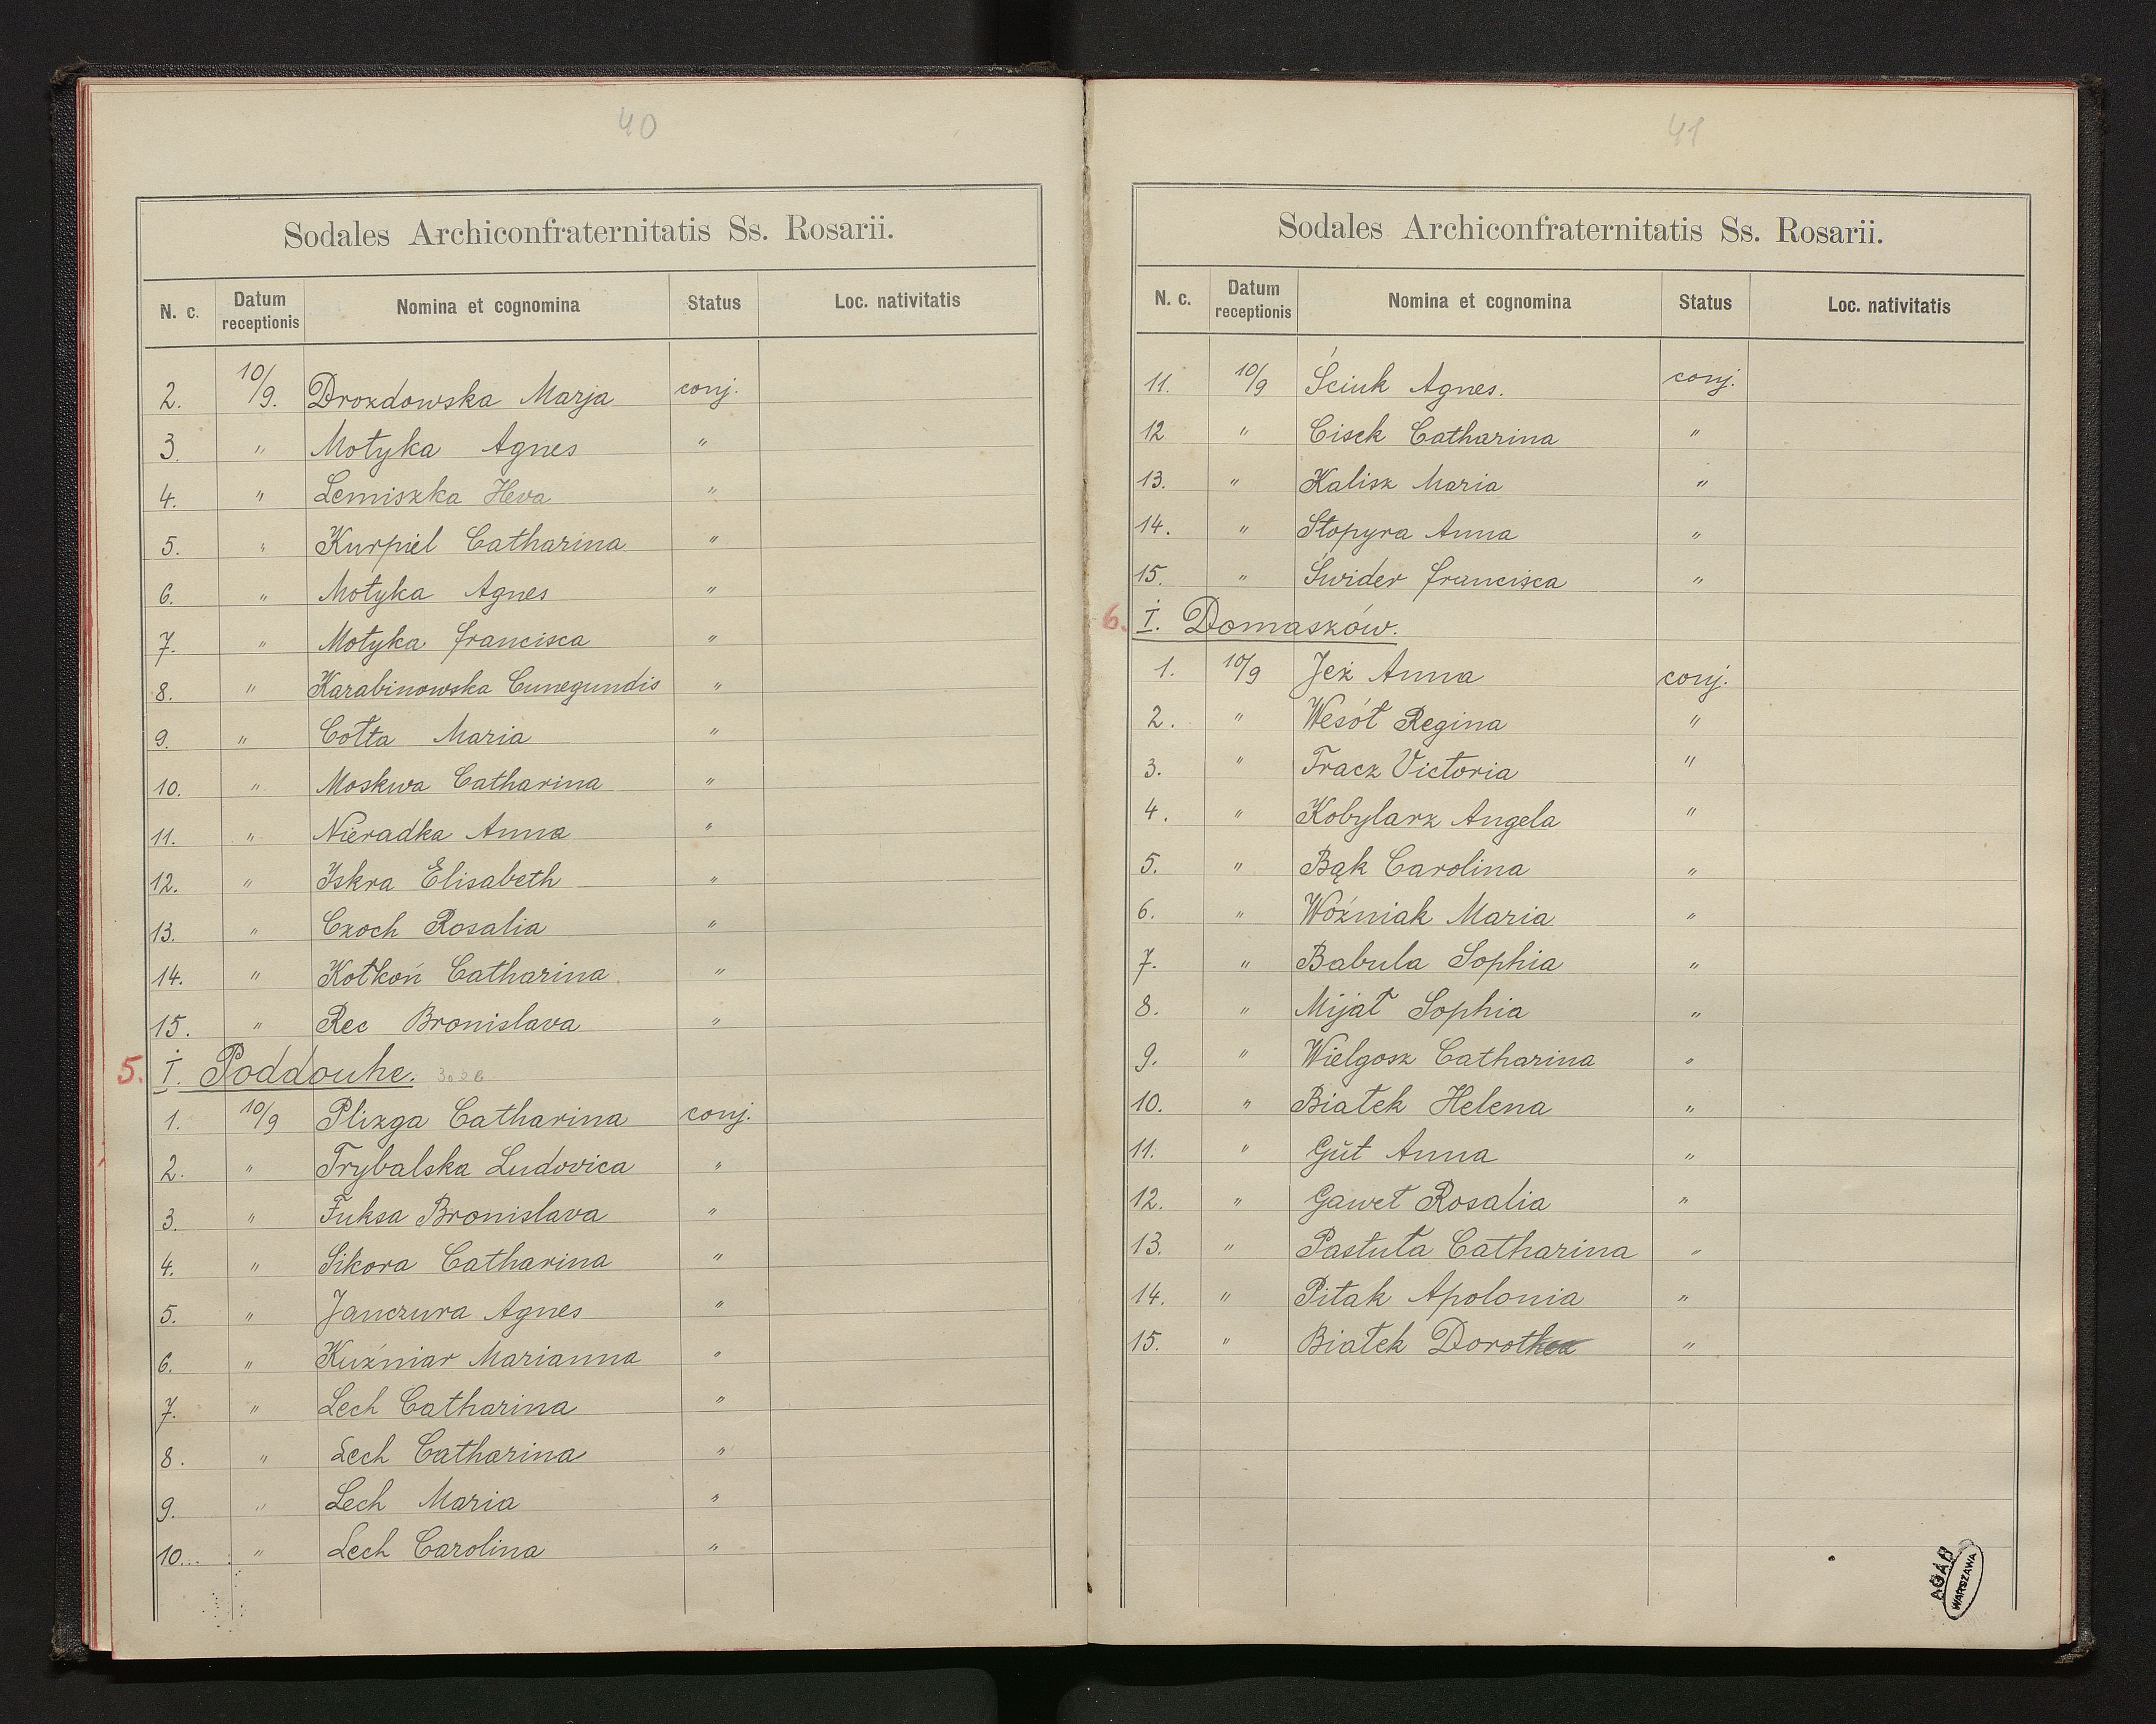 40
Sodales Archiconfraternitatis Ss. Rosarii.
N. c. Datum receptionis Nomina et cognomina Status Loc. nativitatis
2. 10/9. Drozdowska Marja conj.
3. " Motyka Agnes "
4. " Lemiszka Heva "
5. " Kurpiel Catharina "
6. " Motyka Agnes "
7. " Motyka Francisca "
8. " Karabinowska Cunegundis "
9. " Cołta Maria "
10. " Moskwa Catharina "
11. " Nieradka Anna "
12. " Iskra Elisabeth "
13. " Czoch Rosalia "
14. " Kołkoń Catharina "
15. " Rec Bronislava "
5. I. Poddouhe.
1. 10/9 Plizga Catharina conj.
2. " Trybalska Ludovica "
3. " Fuksa Bronislava "
4. " Sikora Catharina "
5. " Janczura Agnes "
6. " Kuźniar Marianna "
7. " Lech Catharina "
8. " Lech Catharina "
9. " Lech Maria "
10. " Lech Carolina "
41
Sodales Archiconfraternitatis Ss. Rosarii.
N. c. Datum receptionis Nomina et cognomina Status Loc. nativitatis
11. 10/9 Ściuk Agnes. conj.
12 " Cisek Catharina "
13. " Kalisz Maria "
14. " Stopyra Anna "
15. " Świder Francisca "
6. I. Domaszów.
1. 10/9 Jeż Anna conj.
2. " Wesół Regina "
3. " Tracz Victoria "
4. " Kobylarz Angela "
5. " Bąk Carolina "
6. " Woźniak Maria "
7. " Babula Sophia "
8. " Mijał Sophia "
9. " Wielgosz Catharina "
10. " Białek Helena "
11. " Gŭt Anna "
12. " Gaweł Rosalia "
13. " Pastuła Catharina "
14. " Pitak Apolonia "
15. " Białek Dorothea "
AGAD
WARSZAWA